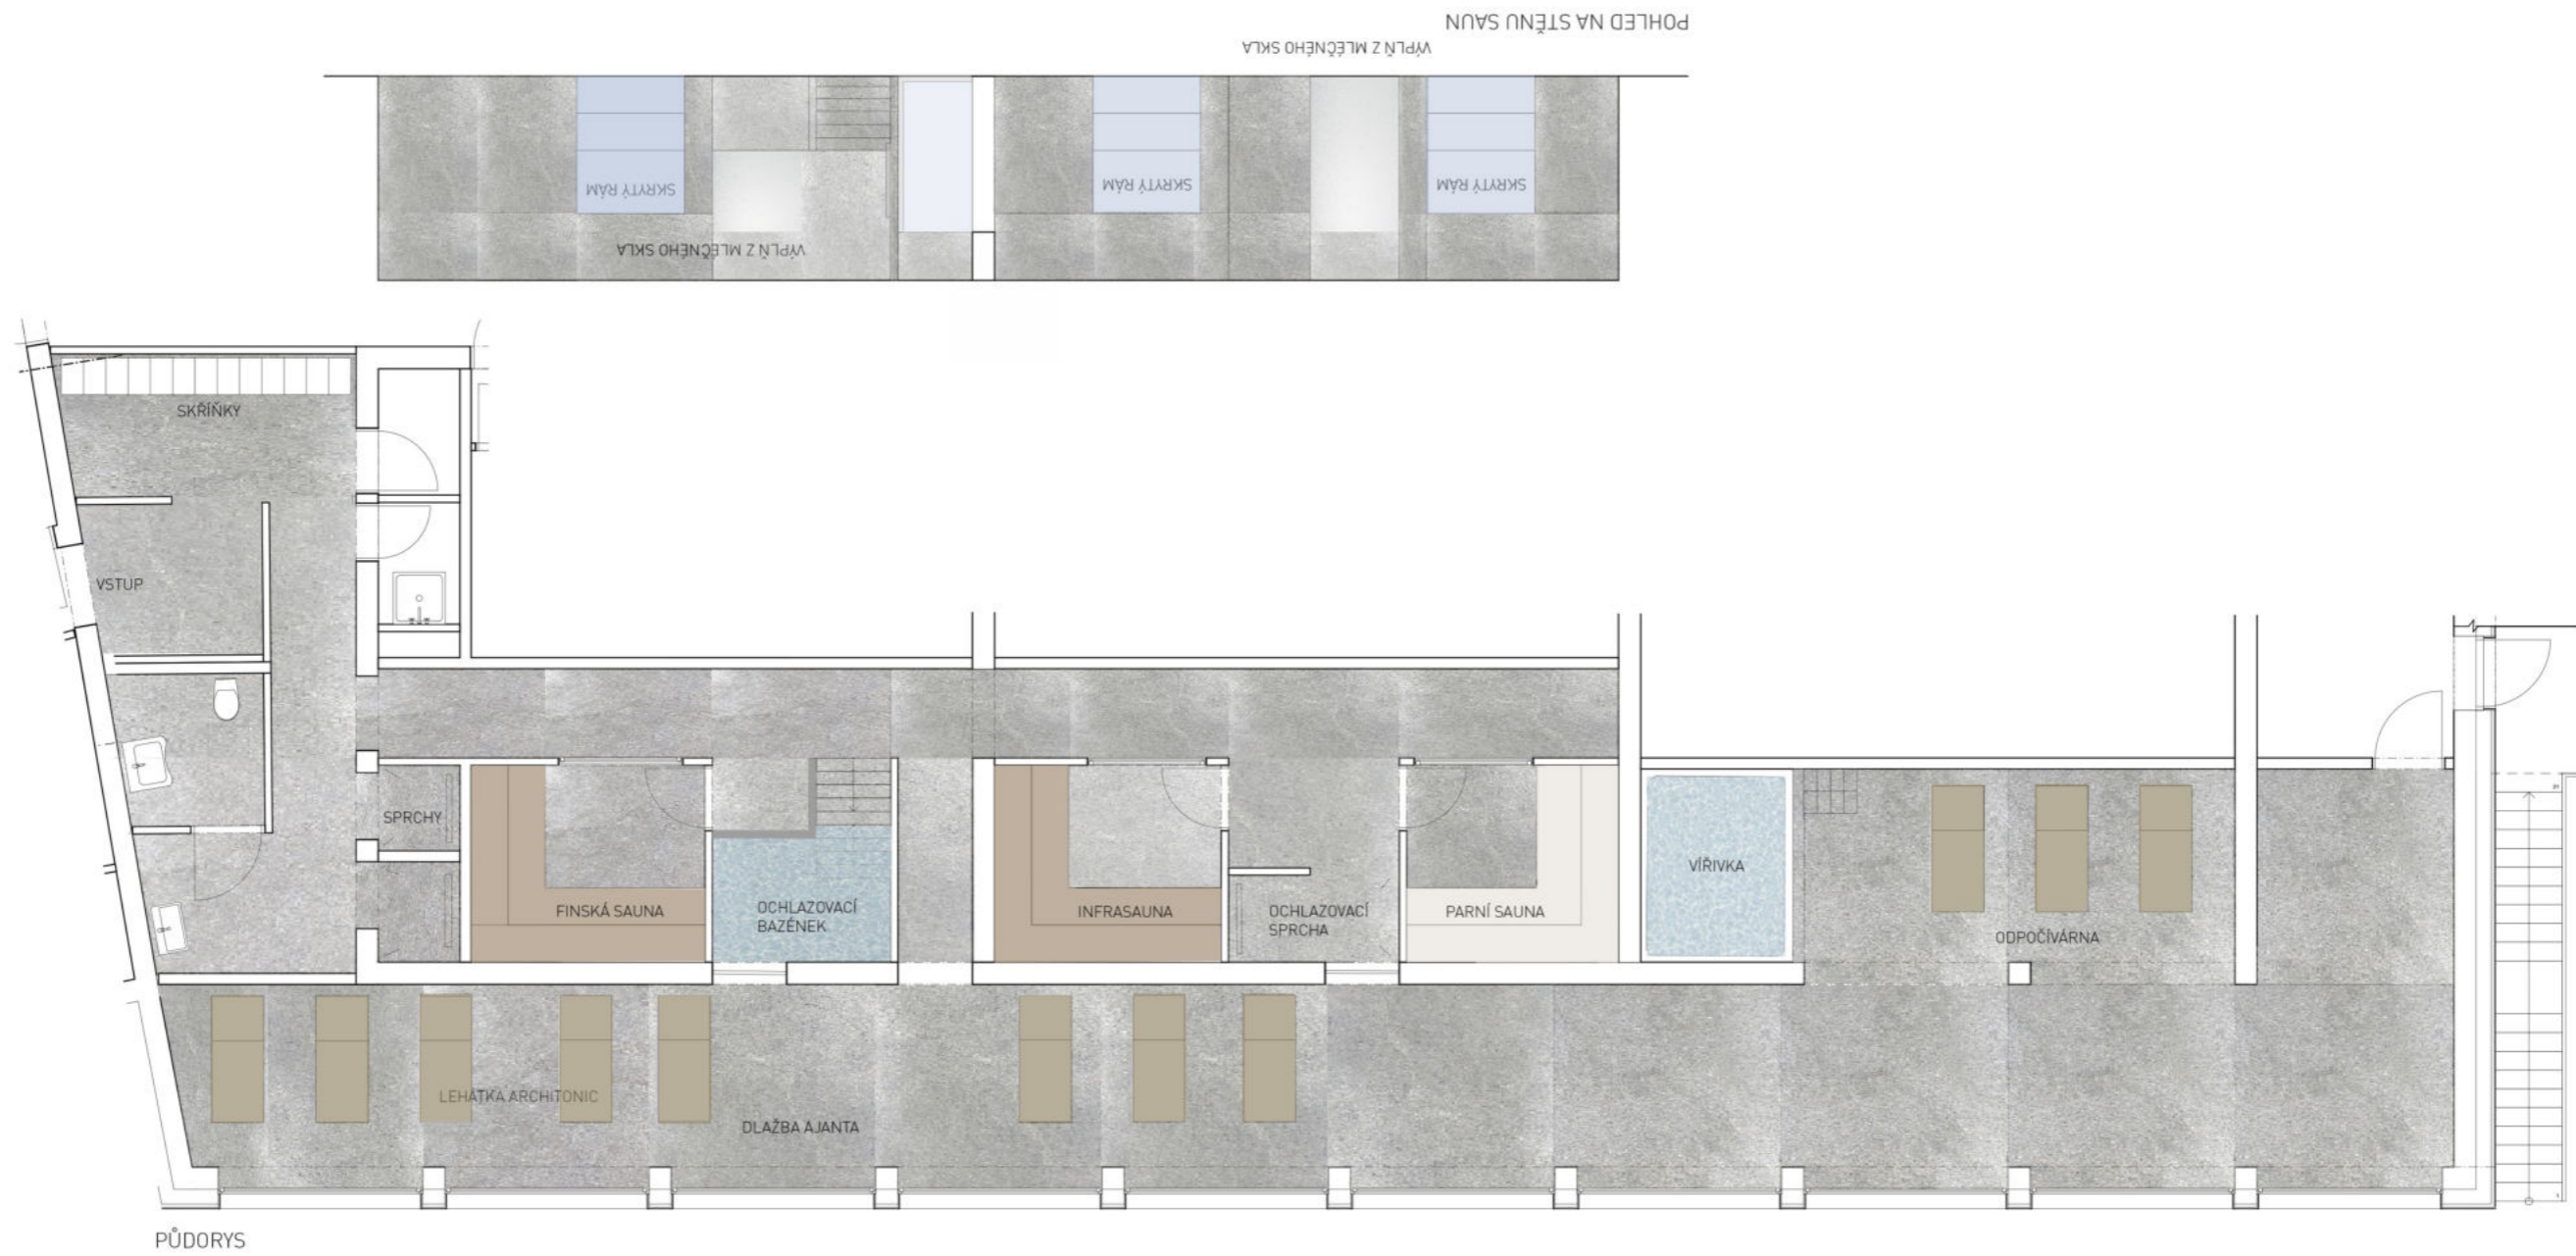 POHLED NA STĚNU SAUN
VÝPLŇ Z MLÉČNÉHO SKLA
SKRYTÝ RÁM
SKRYTÝ RÁM
SKRYTÝ RÁM
VÝPLŇ Z MLÉČNÉHO SKLA
SKŘÍŇKY
VSTUP
SPRCHY
FINSKÁ SAUNA
OCHLAZOVACÍ
BAZÉNEK
INFRASAUNA
OCHLAZOVACÍ
SPRCHA
PARNÍ SAUNA
VÍŘIVKA
ODPOČÍVÁRNA
LEHÁTKA ARCHITONIC
DLAŽBA AJANTA
PŮDORYS